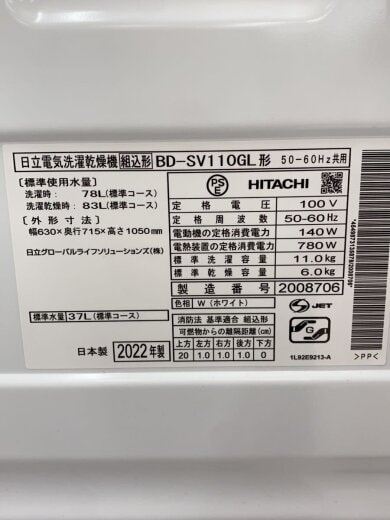 日立電気洗濯乾燥機 組込形 BD-SV110GL形 50-60Hz共用
[標準使用水量]
洗濯時: 78L(標準コース)
洗濯乾燥時: 83L(標準コース)
[外形寸法]
幅630×奥行715×高さ1050mm
日立グローバルライフソリューションズ(株)
標準水量 37L(標準コース)
日本製 2022年製
PS
E
HITACHI
定格電圧 100V
定格周波数 50-60Hz
電動機の定格消費電力 140W
電熱装置の定格消費電力 780W
標準洗濯容量 11.0kg
標準乾燥容量 6.0kg
製造番号 2008706
色相 W(ホワイト)
消防法 基準適合 組込形
可燃物からの離隔距離(cm)
上方 左方 右方 前方 後方 下方
20 1.0 1.0 1.0 0
S JET
1L92E9213-A
>PP<